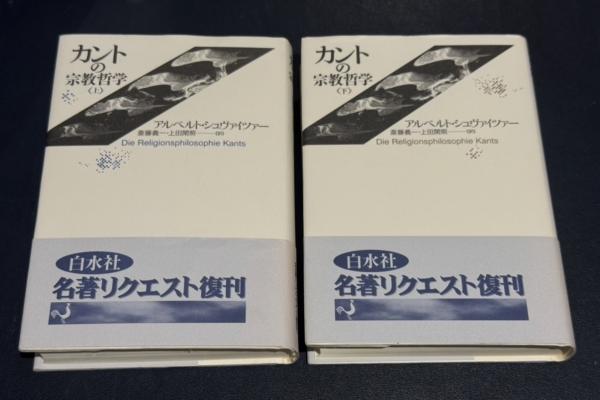 カント
の
宗教哲学
〈上〉
アルベルト・シュヴァイツァー
斎藤義一・上田閑照——訳
Die Religionsphilosophie Kants
白水社
名著リクエスト復刊
カント
の
宗教哲学
〈下〉
アルベルト・シュヴァイツァー
斎藤義一・上田閑照——訳
Die Religionsphilosophie Kants
白水社
名著リクエスト復刊